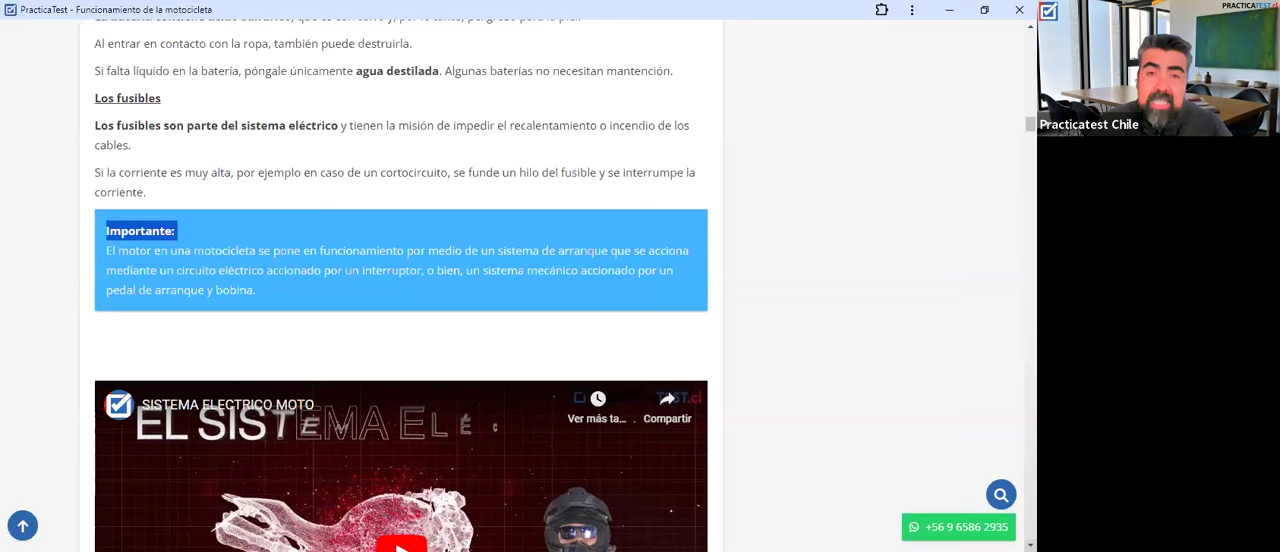 PracticaTest - Funcionamiento de la motocicleta
Al entrar en contacto con la ropa, también puede destruirla.
Si falta líquido en la batería, póngale únicamente agua destilada. Algunas baterías no necesitan mantención.
Los fusibles
Los fusibles son parte del sistema eléctrico y tienen la misión de impedir el recalentamiento o incendio de los
cables.
Si la corriente es muy alta, por ejemplo en caso de un cortocircuito, se funde un hilo del fusible y se interrumpe la
corriente.
Importante:
El motor en una motocicleta se pone en funcionamiento por medio de un sistema de arranque que se acciona
mediante un circuito eléctrico accionado por un interruptor, o bien, un sistema mecánico accionado por un
pedal de arranque y bobina.
SISTEMA ELECTRICO MOTO
EL SISTEMA ELÉC
Ver más ta...
Compartir
+56 9 6586 2935
PRACTICATEST.cl
Practicatest Chile